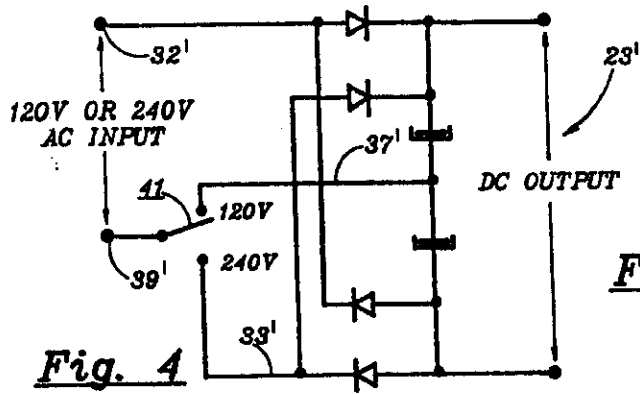 32'
23'
120V OR 240V
AC INPUT
37'
DC OUTPUT
41
120V
39'
240V
F
33'
Fig. 4